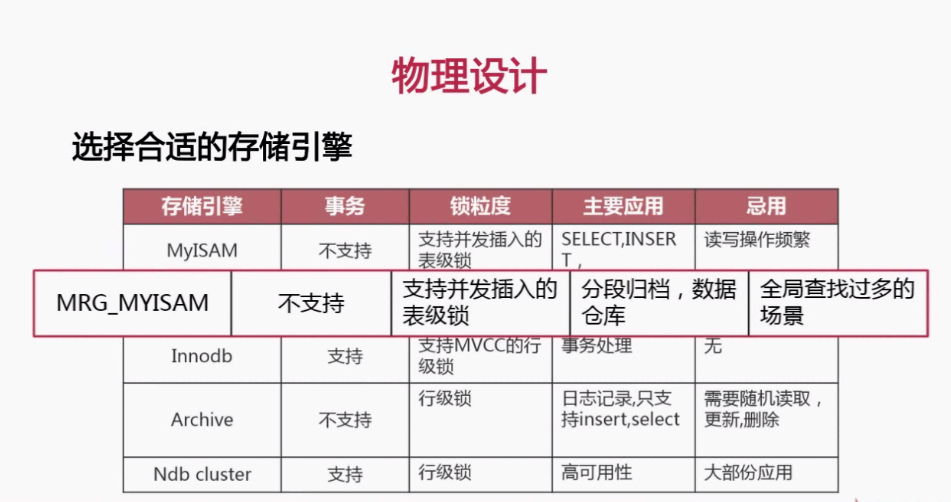 物理设计
选择合适的存储引擎
存储引擎 事务 锁粒度 主要应用 忌用
MyISAM 不支持 支持并发插入的 SELECT,INSER 读写操作频繁
表级锁 T,
MRG_MYISAM 不支持 支持并发插入的 分段归档，数据 全局查找过多的
表级锁 仓库 场景
Innodb 支持 支持MVCC的行 事务处理 无
级锁
Archive 不支持 行级锁 日志记录,只支 需要随机读取，
持insert,select 更新,删除
Ndb cluster 支持 行级锁 高可用性 大部份应用